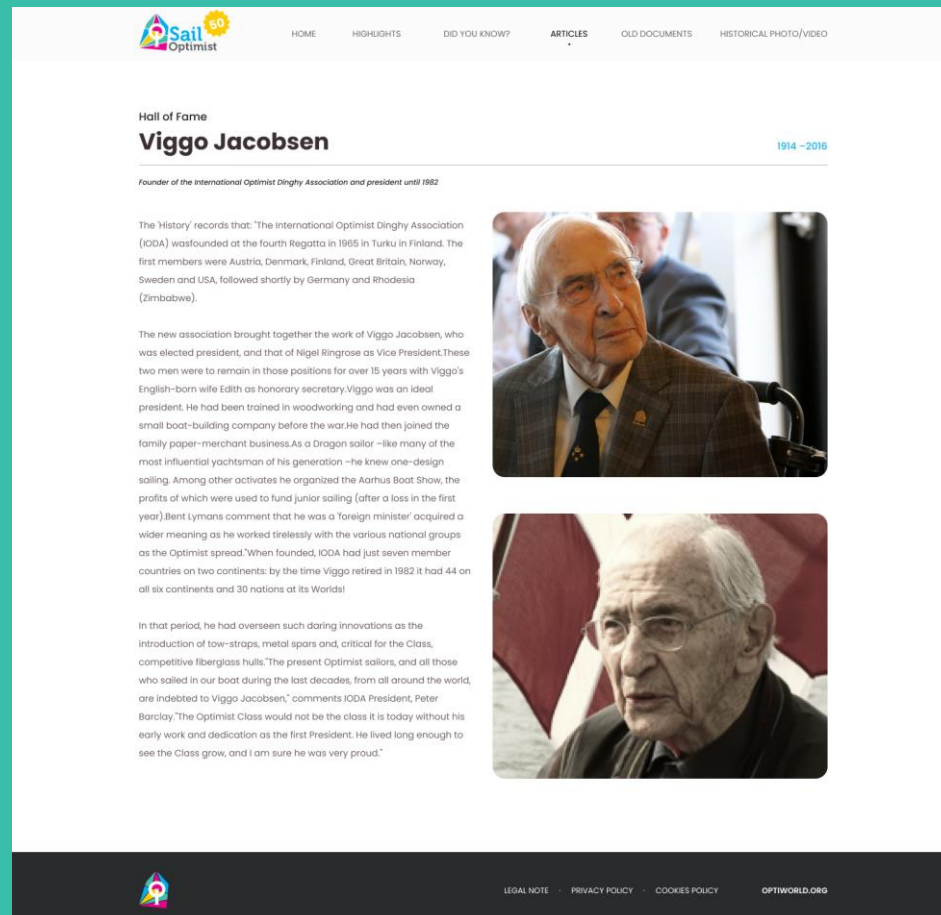 Sail
50
Optimist
HOME
HIGHLIGHTS
DID YOU KNOW?
ARTICLES
OLD DOCUMENTS
HISTORICAL PHOTO/VIDEO
Hall of Fame
Viggo Jacobsen
1914 –2016
Founder of the International Optimist Dinghy Association and president until 1982
The 'History' records that: "The International Optimist Dinghy Association
(IODA) wasfounded at the fourth Regatta in 1965 in Turku in Finland. The
first members were Austria, Denmark, Finland, Great Britain, Norway,
Sweden and USA, followed shortly by Germany and Rhodesia
(Zimbabwe).
The new association brought together the work of Viggo Jacobsen, who
was elected president, and that of Nigel Ringrose as Vice President.These
two men were to remain in those positions for over 15 years with Viggo's
English-born wife Edith as honorary secretary.Viggo was an ideal
president. He had been trained in woodworking and had even owned a
small boat-building company before the war.He had then joined the
family paper-merchant business.As a Dragon sailor –like many of the
most influential yachtsman of his generation –he knew one-design
sailing. Among other activates he organized the Aarhus Boat Show, the
profits of which were used to fund junior sailing (after a loss in the first
year).Bent Lymans comment that he was a 'foreign minister' acquired a
wider meaning as he worked tirelessly with the various national groups
as the Optimist spread."When founded, IODA had just seven member
countries on two continents: by the time Viggo retired in 1982 it had 44 on
all six continents and 30 nations at its Worlds!
In that period, he had overseen such daring innovations as the
introduction of tow-straps, metal spars and, critical for the Class,
competitive fiberglass hulls."The present Optimist sailors, and all those
who sailed in our boat during the last decades, from all around the world,
are indebted to Viggo Jacobsen," comments IODA President, Peter
Barclay."The Optimist Class would not be the class it is today without his
early work and dedication as the first President. He lived long enough to
see the Class grow, and I am sure he was very proud."
LEGAL NOTE - PRIVACY POLICY - COOKIES POLICY
OPTIWORLD.ORG